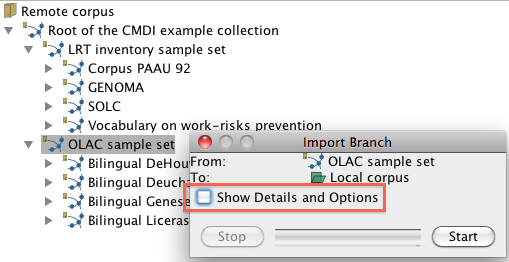 Remote corpus
Root of the CMDI example collection
LRT inventory sample set
Corpus PAAU 92
GENOMA
SOLC
Vocabulary on work-risks prevention
OLAC sample set
Bilingual DeHou
Bilingual Deuch
Bilingual Genese
Bilingual Liceras
Import Branch
From: OLAC sample set
To: Local corpus
Show Details and Options
Stop Start